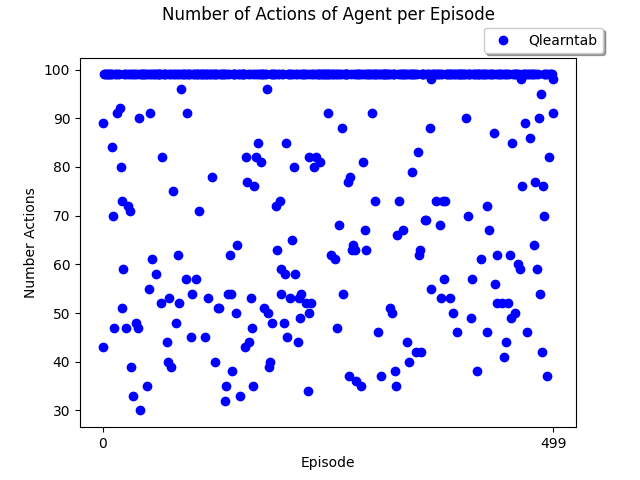 Number of Actions of Agent per Episode
Qlearntab
100
90
80
70
60
50
40
30
Number Actions
0
499
Episode